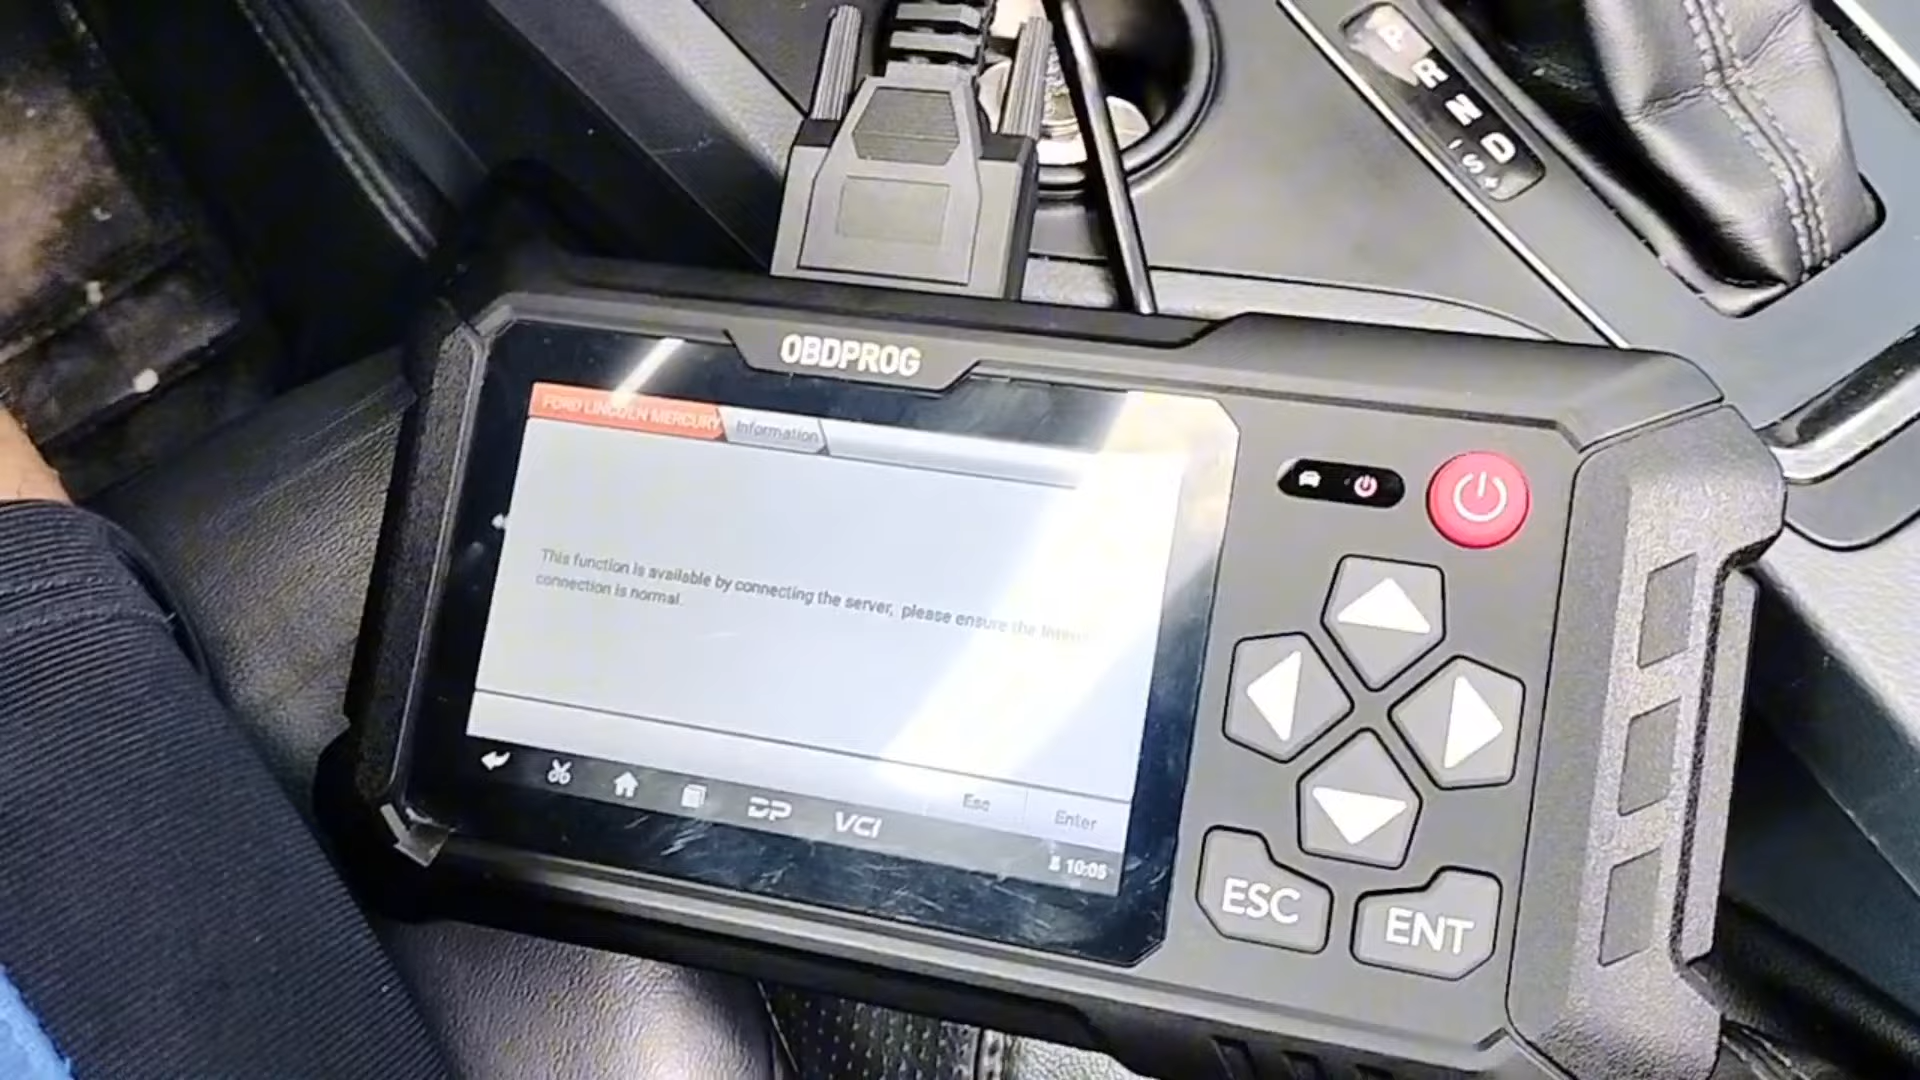 P
R
N
D
S
+
OBDPROG
FORD LINCOLN MERCURY
Information
This function is available by connecting the server, please ensure the
connection is normal.
DP
VCI
Esc
Enter
10:05
ESC
ENT